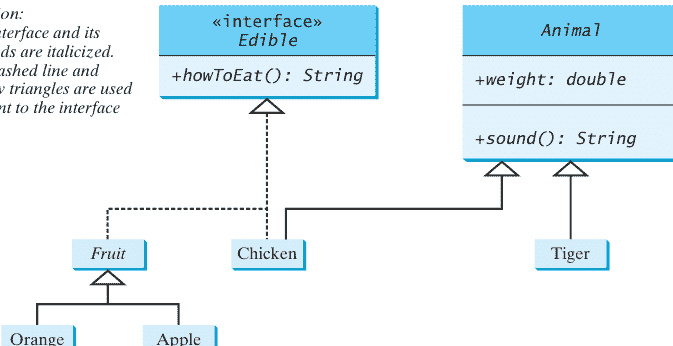 ion:
terface and its
ds are italicized.
ashed line and
w triangles are used
nt to the interface
«interface»
Edible
+howToEat(): String
Animal
+weight: double
+sound(): String
Fruit
Chicken
Tiger
Orange
Apple